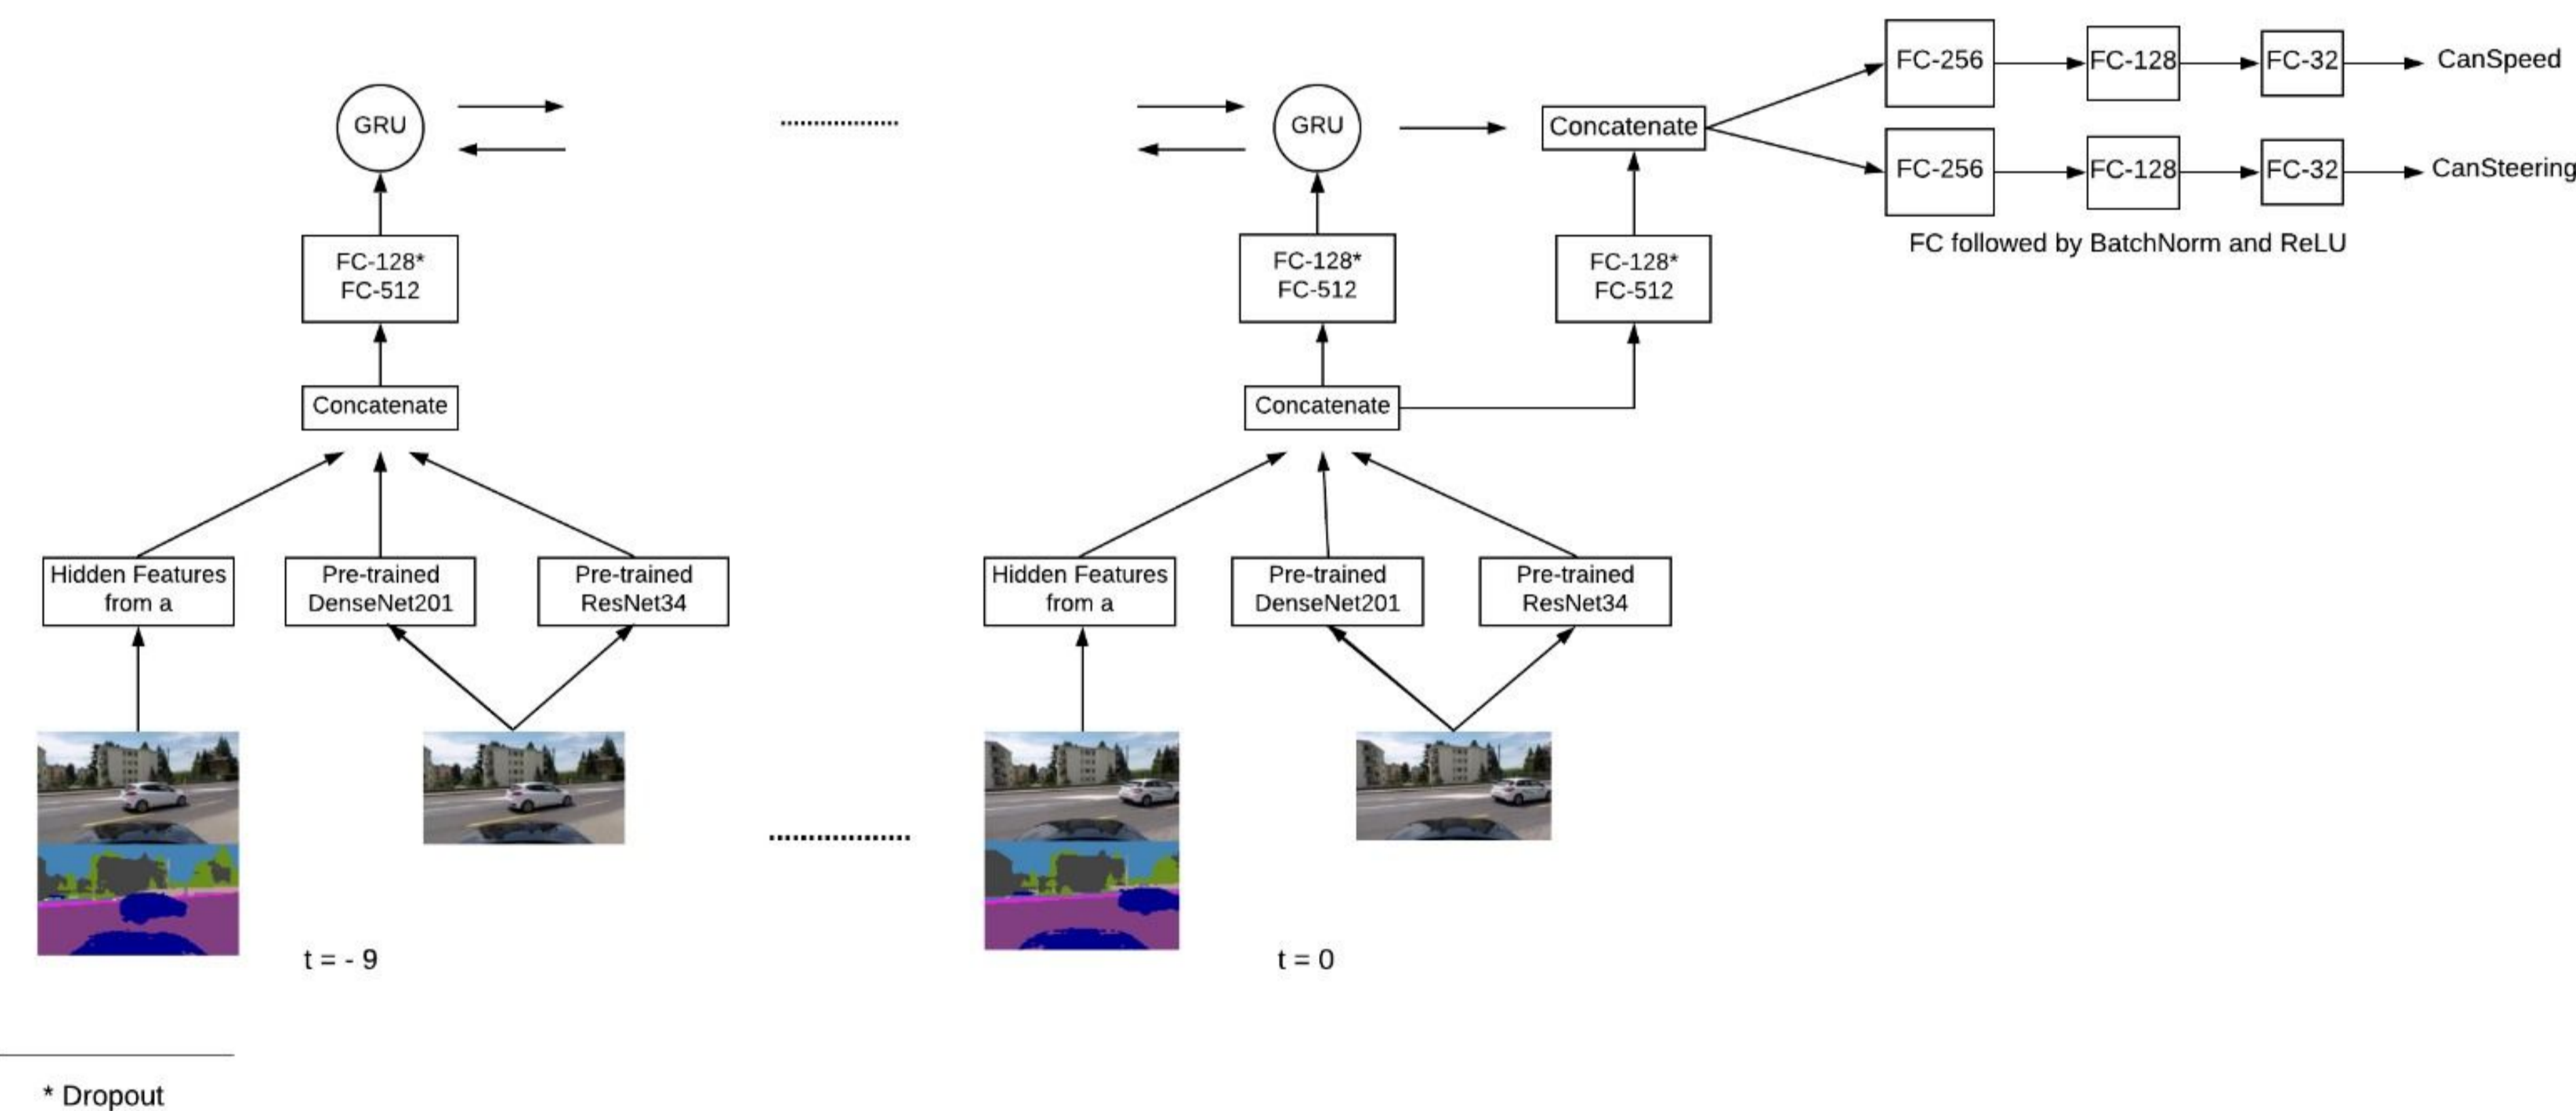 FC-256
FC-128
FC-32
CanSpeed
GRU
GRU
Concatenate
FC-256
FC-128
FC-32
CanSteering
FC followed by BatchNorm and ReLU
FC-128*
FC-512
FC-128*
FC-512
FC-128*
FC-512
Concatenate
Concatenate
Hidden Features
from a
Pre-trained
DenseNet201
Pre-trained
ResNet34
Hidden Features
from a
Pre-trained
DenseNet201
Pre-trained
ResNet34
t = - 9
t = 0
* Dropout